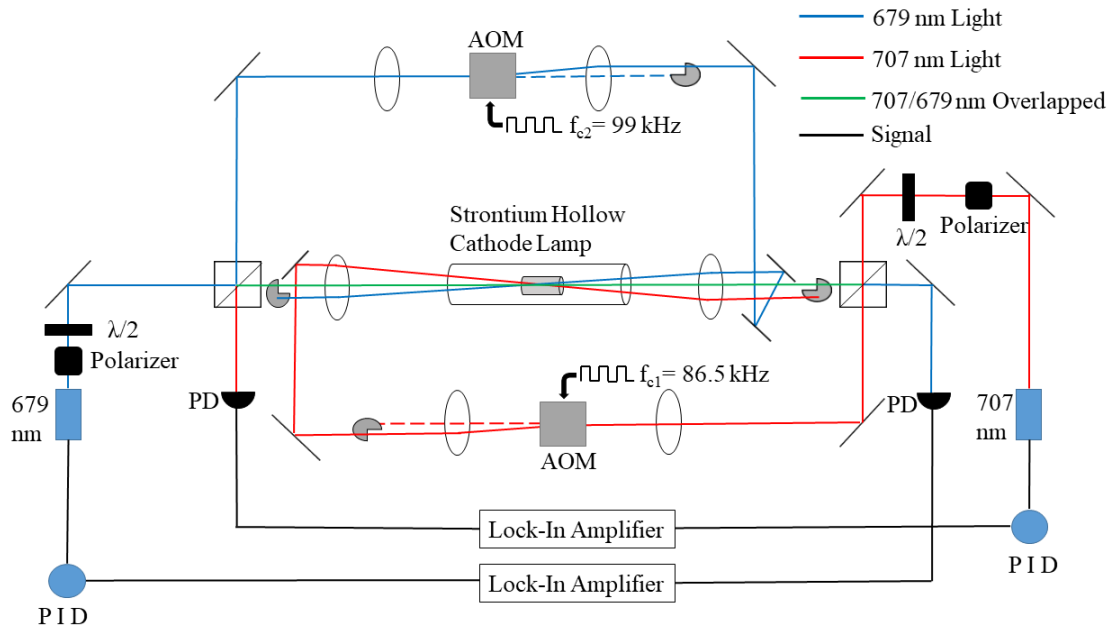 AOM
679 nm Light
707 nm Light
707/679 nm Overlapped
Signal
f_c2= 99 kHz
Strontium Hollow
Cathode Lamp
λ/2
Polarizer
λ/2
Polarizer
f_c1= 86.5 kHz
679
nm
PD
AOM
PD
707
nm
Lock-In Amplifier
Lock-In Amplifier
P I D
P I D